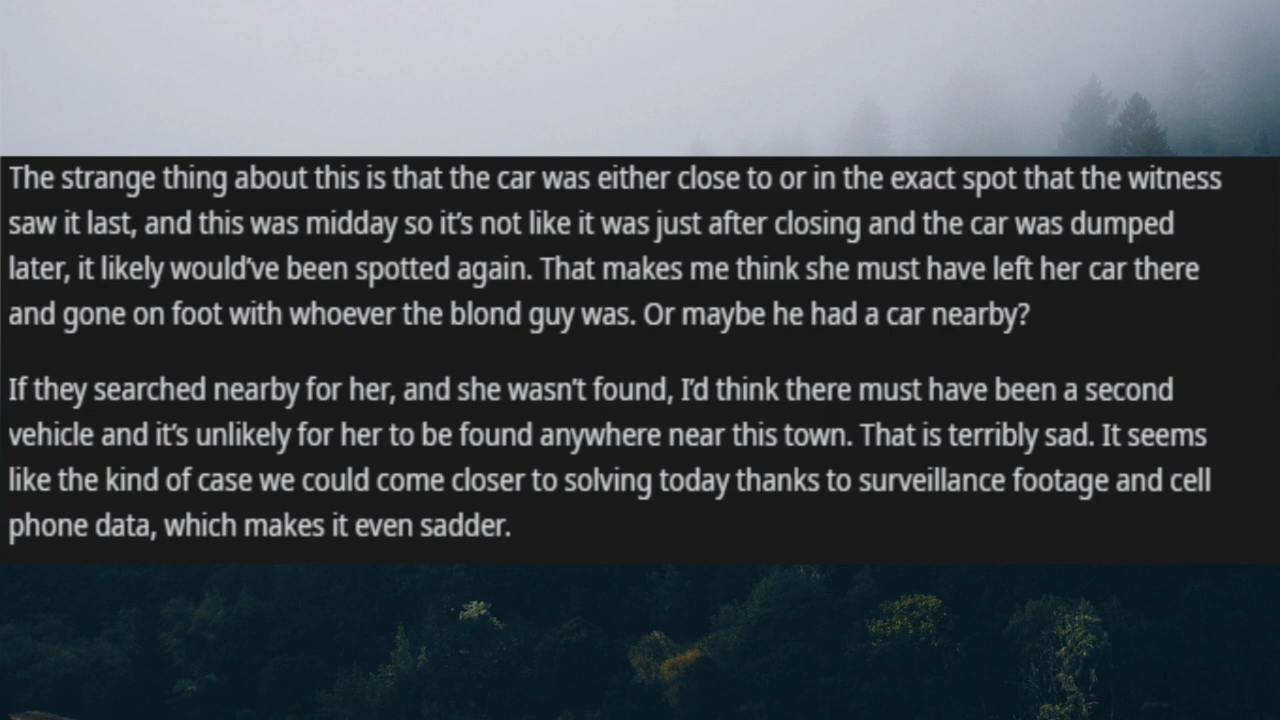 The strange thing about this is that the car was either close to or in the exact spot that the witness
saw it last, and this was midday so it’s not like it was just after closing and the car was dumped
later, it likely would’ve been spotted again. That makes me think she must have left her car there
and gone on foot with whoever the blond guy was. Or maybe he had a car nearby?
If they searched nearby for her, and she wasn’t found, I’d think there must have been a second
vehicle and it’s unlikely for her to be found anywhere near this town. That is terribly sad. It seems
like the kind of case we could come closer to solving today thanks to surveillance footage and cell
phone data, which makes it even sadder.